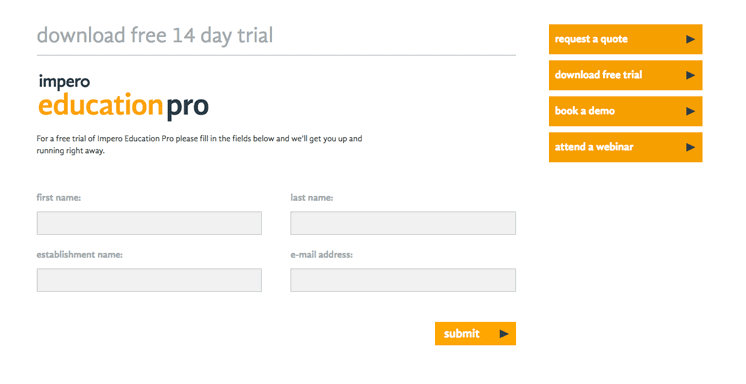 download free 14 day trial
impero
educationpro
For a free trial of Impero Education Pro please fill in the fields below and we'll get you up and
running right away.
first name:
last name:
establishment name:
e-mail address:
submit
request a quote
download free trial
book a demo
attend a webinar